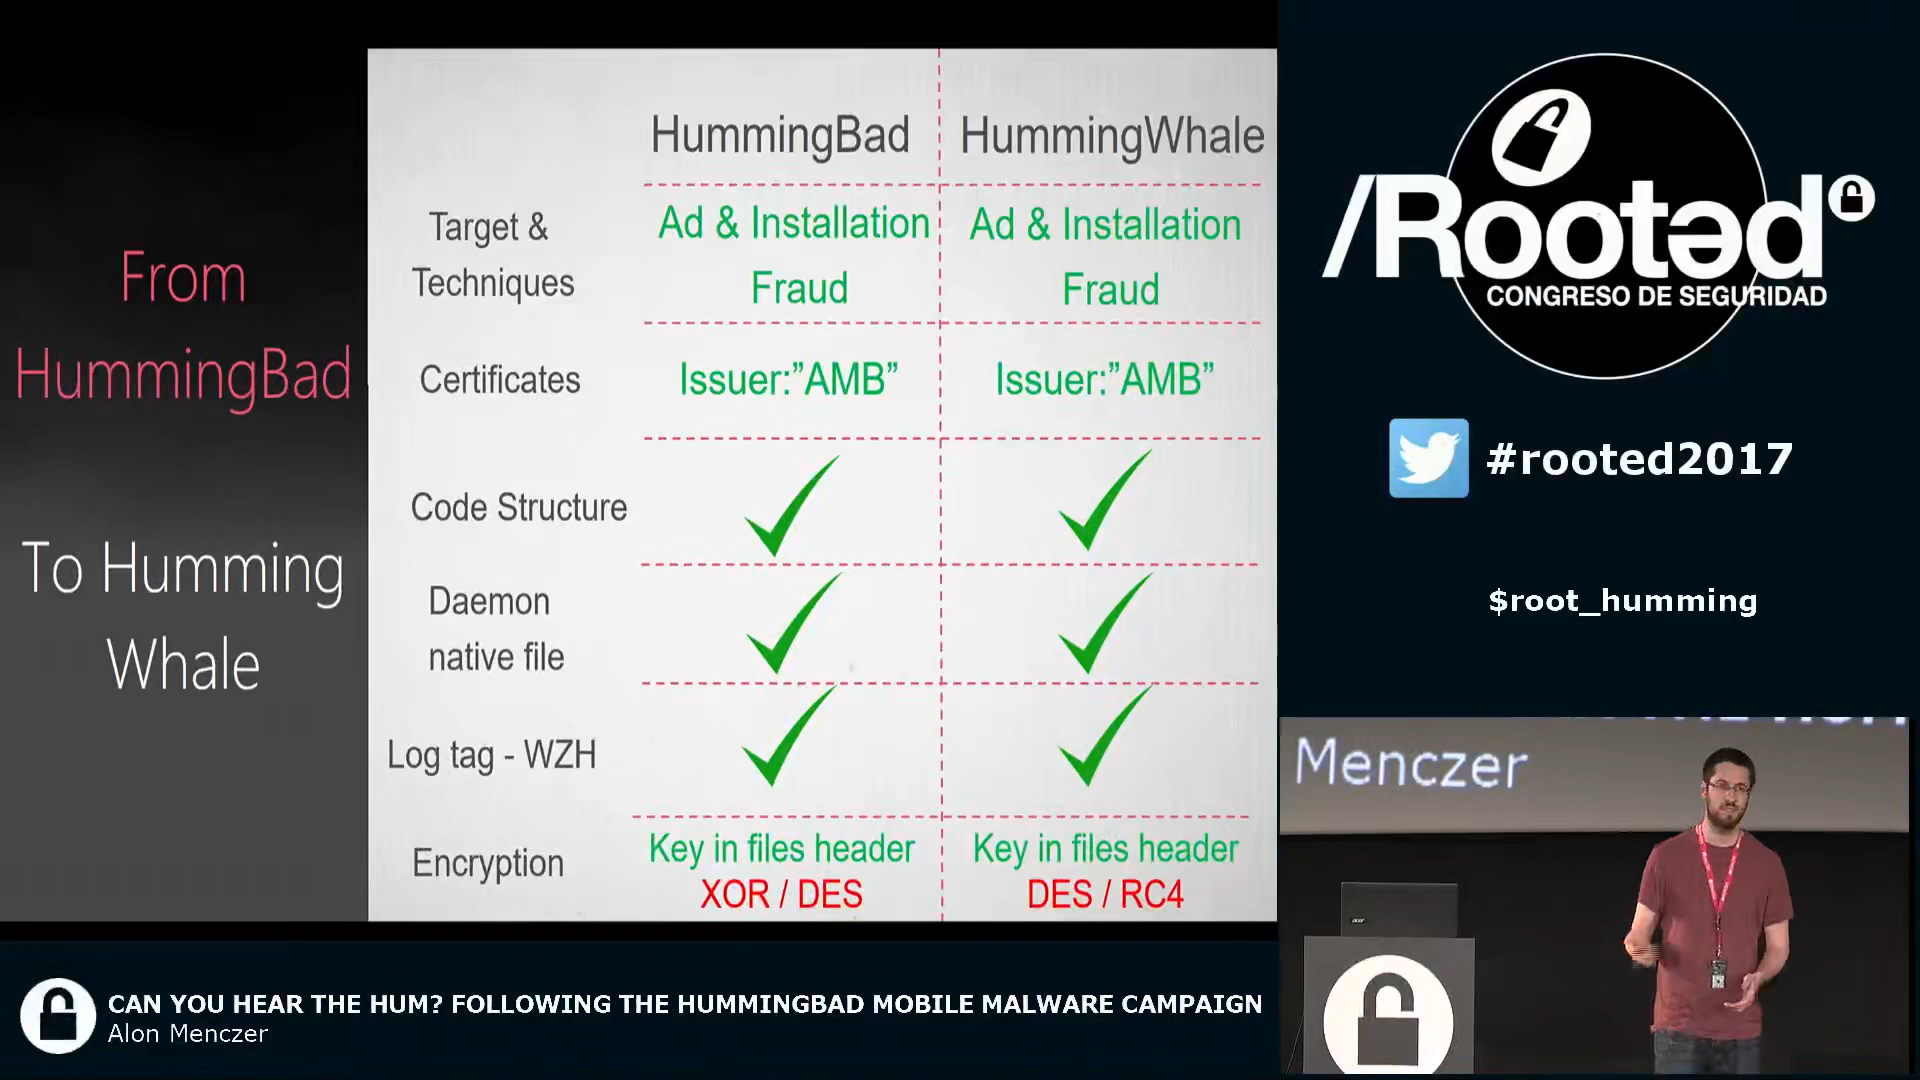 From
HummingBad
To Humming
Whale
HummingBad HummingWhale
Target &
Techniques
Ad & Installation
Fraud
Ad & Installation
Fraud
Certificates Issuer:”AMB” Issuer:”AMB”
Code Structure
Daemon
native file
Log tag - WZH
Encryption
Key in files header
XOR / DES
Key in files header
DES / RC4
/Rootəd
CONGRESO DE SEGURIDAD
#rooted2017
$root_humming
Menczer
acer
CAN YOU HEAR THE HUM? FOLLOWING THE HUMMINGBAD MOBILE MALWARE CAMPAIGN
Alon Menczer